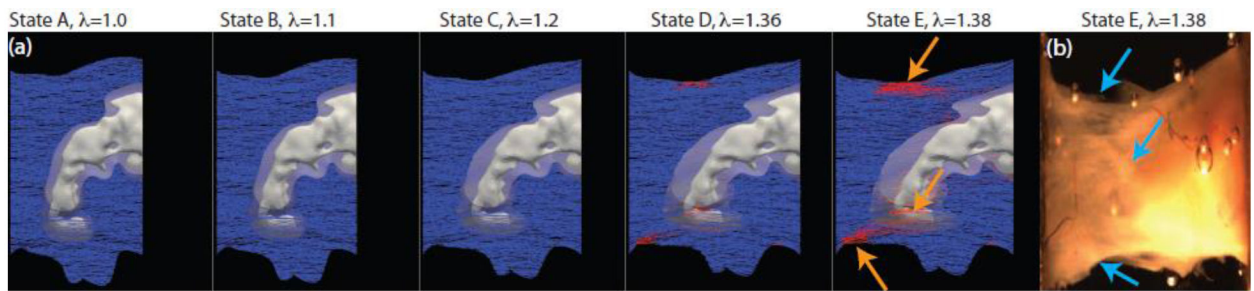 State A, λ=1.0
State B, λ=1.1
State C, λ=1.2
State D, λ=1.36
State E, λ=1.38
State E, λ=1.38
(a)
(b)